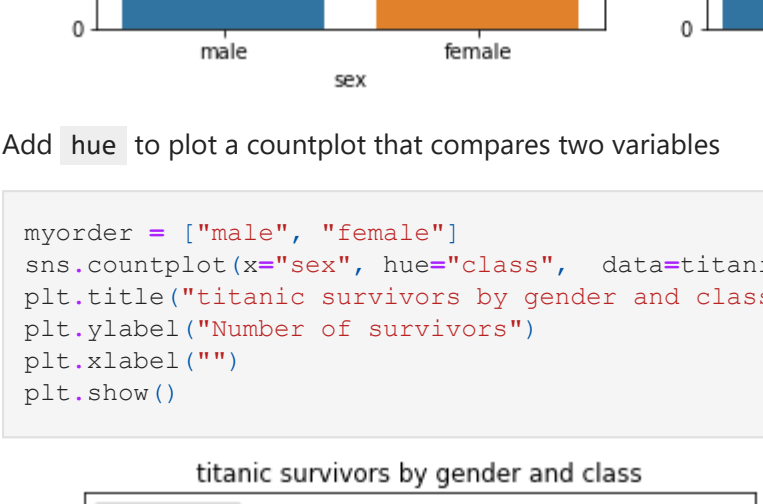 0 0
male female
sex
Add hue to plot a countplot that compares two variables
myorder = ["male", "female"]
sns.countplot(x="sex", hue="class", data=titani
plt.title("titanic survivors by gender and clas
plt.ylabel("Number of survivors")
plt.xlabel("")
plt.show()
titanic survivors by gender and class